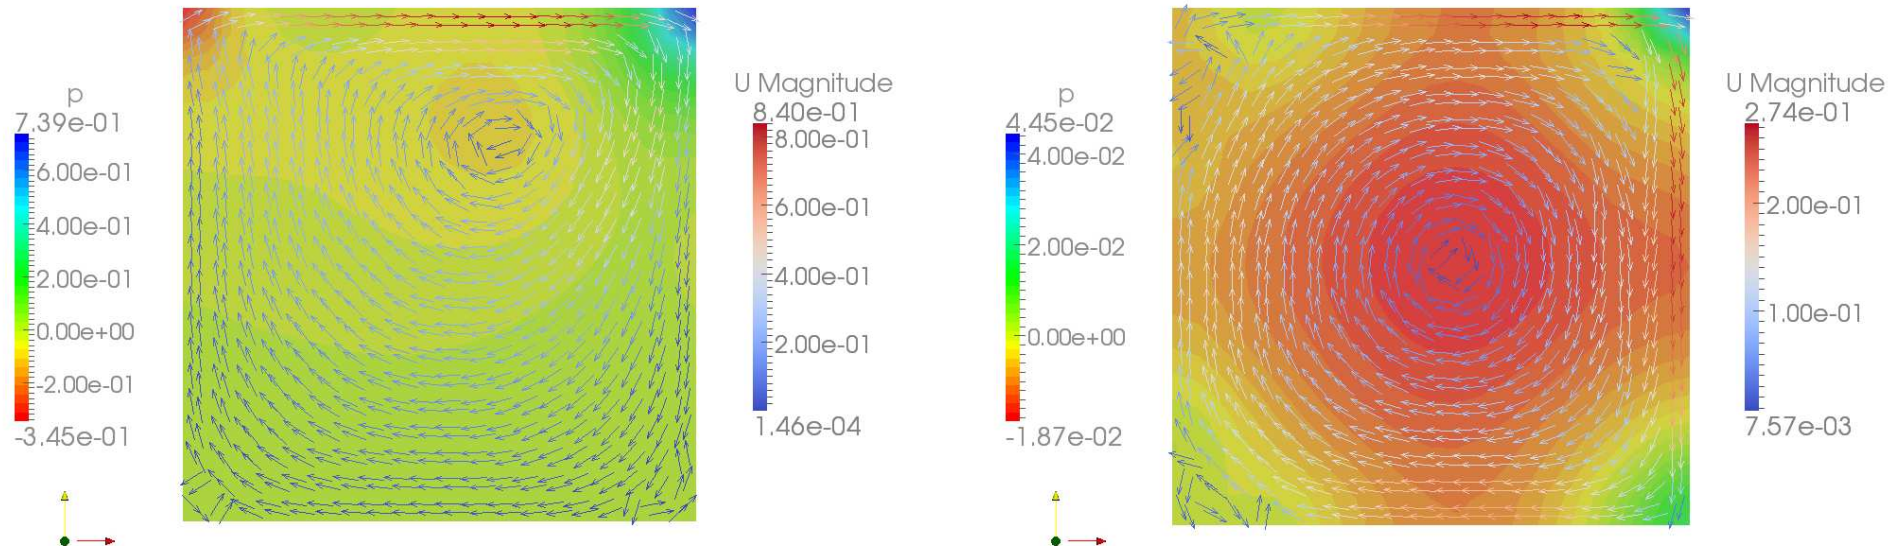 p
7.39e-01
6.00e-01
4.00e-01
2.00e-01
0.00e+00
-2.00e-01
-3.45e-01
U Magnitude
8.40e-01
8.00e-01
6.00e-01
4.00e-01
2.00e-01
1.46e-04
p
4.45e-02
4.00e-02
2.00e-02
0.00e+00
-1.87e-02
U Magnitude
2.74e-01
2.00e-01
1.00e-01
7.57e-03